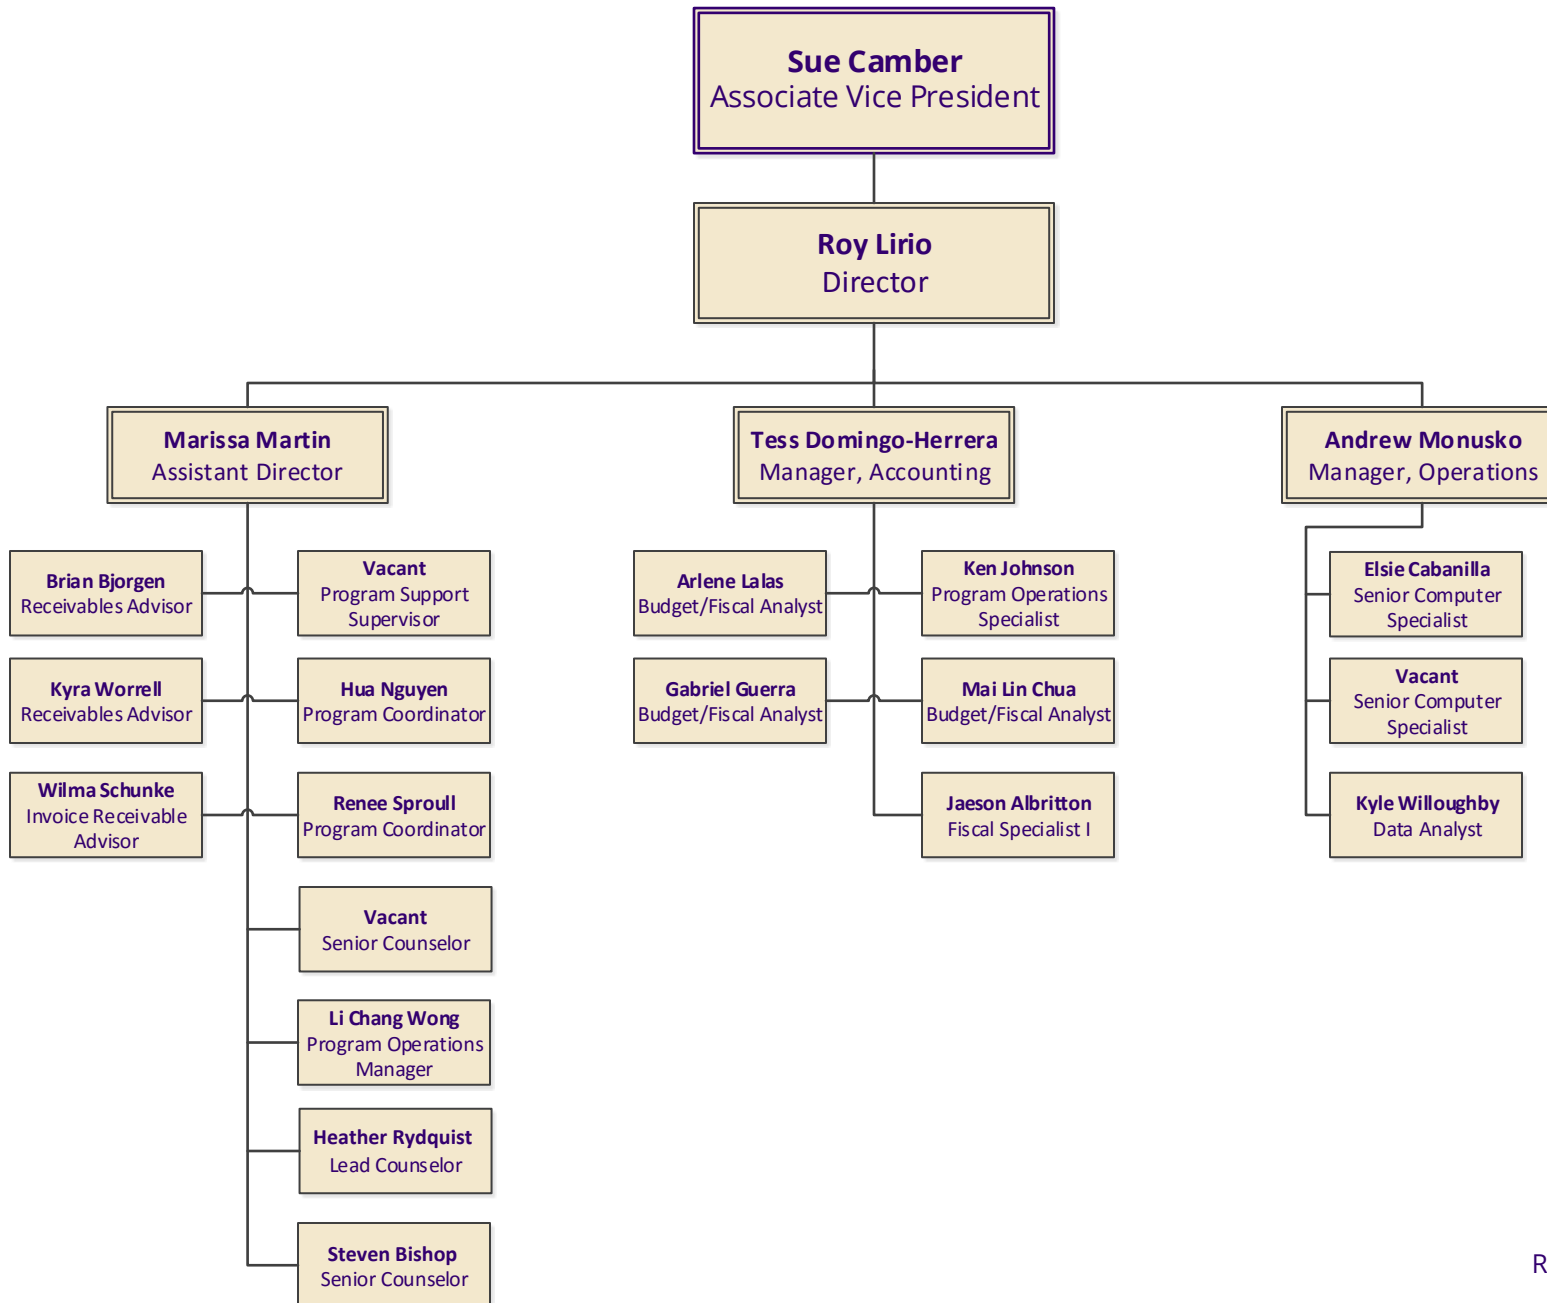 Sue Camber
Associate Vice President
Roy Lirio
Director
Marissa Martin
Assistant Director
Tess Domingo-Herrera
Manager, Accounting
Andrew Monusko
Manager, Operations
Brian Bjorgen
Receivables Advisor
Vacant
Program Support
Supervisor
Arlene Lalas
Budget/Fiscal Analyst
Ken Johnson
Program Operations
Specialist
Elsie Cabanilla
Senior Computer
Specialist
Kyra Worrell
Receivables Advisor
Hua Nguyen
Program Coordinator
Gabriel Guerra
Budget/Fiscal Analyst
Mai Lin Chua
Budget/Fiscal Analyst
Vacant
Senior Computer
Specialist
Wilma Schunke
Invoice Receivable
Advisor
Renee Sproull
Program Coordinator
Jaeson Albritton
Fiscal Specialist I
Kyle Willoughby
Data Analyst
Vacant
Senior Counselor
Li Chang Wong
Program Operations
Manager
Heather Rydquist
Lead Counselor
Steven Bishop
Senior Counselor
R